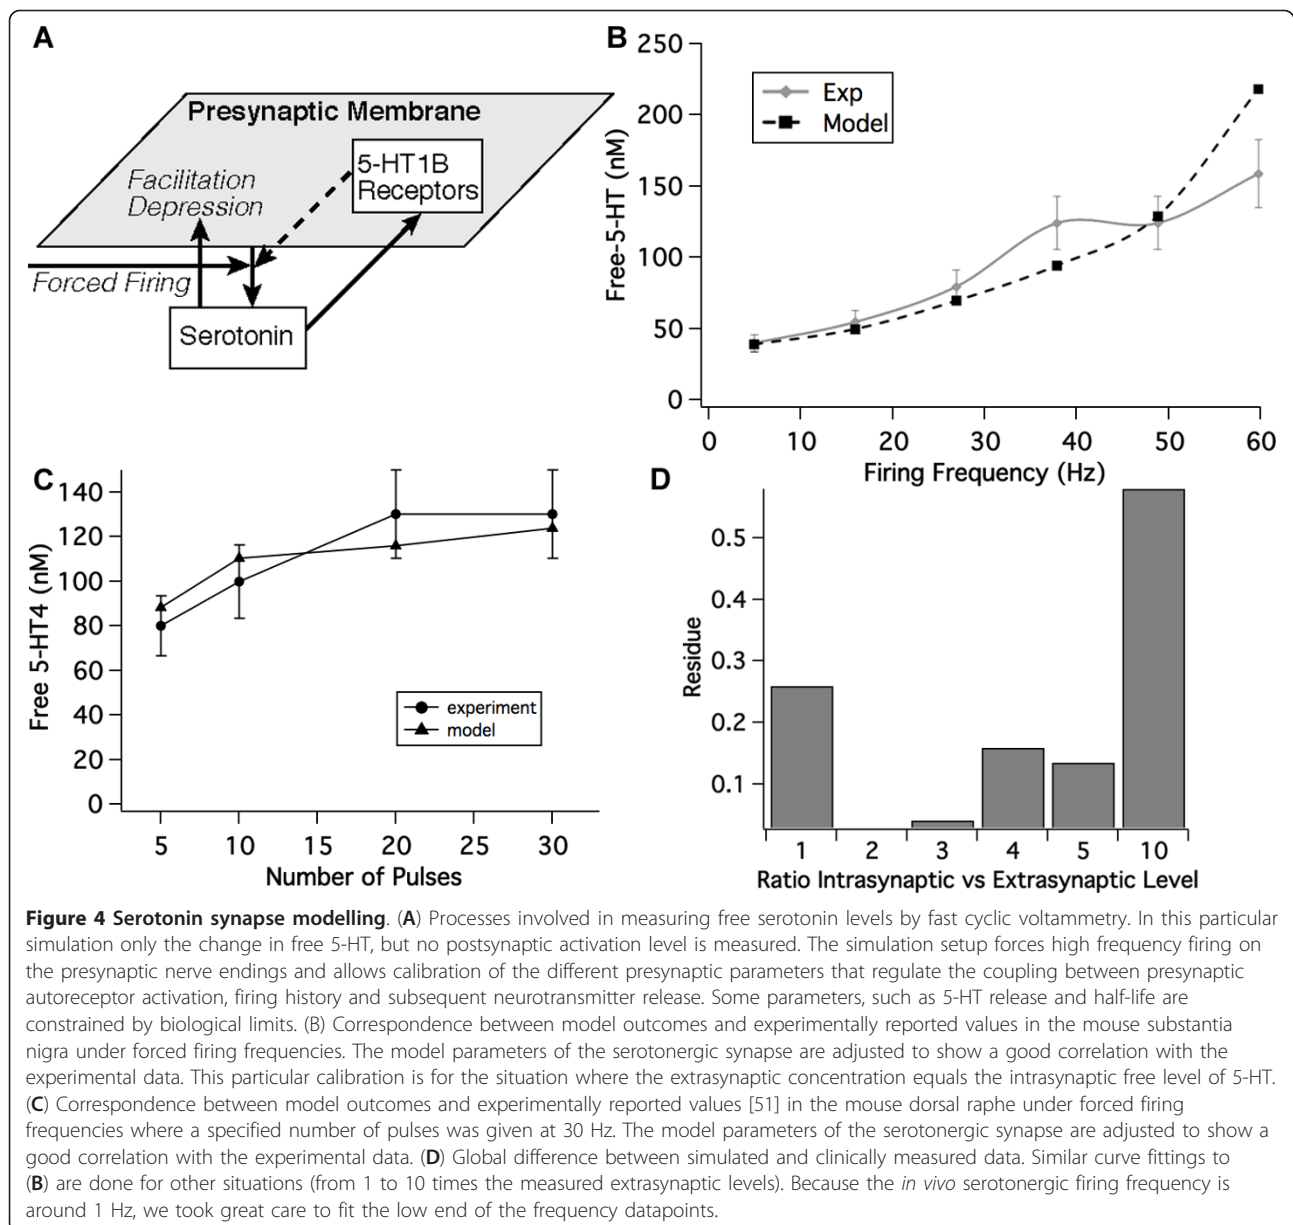 A
Presynaptic Membrane
5-HT1B
Receptors
Facilitation
Depression
Forced Firing
Serotonin
B
250
200
150
100
50
0
Free-5-HT (nM)
Exp
Model
0 10 20 30 40 50 60
Firing Frequency (Hz)
C
140
120
100
80
60
40
20
0
Free 5-HT4 (nM)
experiment
model
5 10 15 20 25 30
Number of Pulses
D
0.5
0.4
0.3
0.2
0.1
Residue
1 2 3 4 5 10
Ratio Intrasynaptic vs Extrasynaptic Level
Figure 4 Serotonin synapse modelling. (A) Processes involved in measuring free serotonin levels by fast cyclic voltammetry. In this particular
simulation only the change in free 5-HT, but no postsynaptic activation level is measured. The simulation setup forces high frequency firing on
the presynaptic nerve endings and allows calibration of the different presynaptic parameters that regulate the coupling between presynaptic
autoreceptor activation, firing history and subsequent neurotransmitter release. Some parameters, such as 5-HT release and half-life are
constrained by biological limits. (B) Correspondence between model outcomes and experimentally reported values in the mouse substantia
nigra under forced firing frequencies. The model parameters of the serotonergic synapse are adjusted to show a good correlation with the
experimental data. This particular calibration is for the situation where the extrasynaptic concentration equals the intrasynaptic free level of 5-HT.
(C) Correspondence between model outcomes and experimentally reported values [51] in the mouse dorsal raphe under forced firing
frequencies where a specified number of pulses was given at 30 Hz. The model parameters of the serotonergic synapse are adjusted to show a
good correlation with the experimental data. (D) Global difference between simulated and clinically measured data. Similar curve fittings to
(B) are done for other situations (from 1 to 10 times the measured extrasynaptic levels). Because the in vivo serotonergic firing frequency is
around 1 Hz, we took great care to fit the low end of the frequency datapoints.